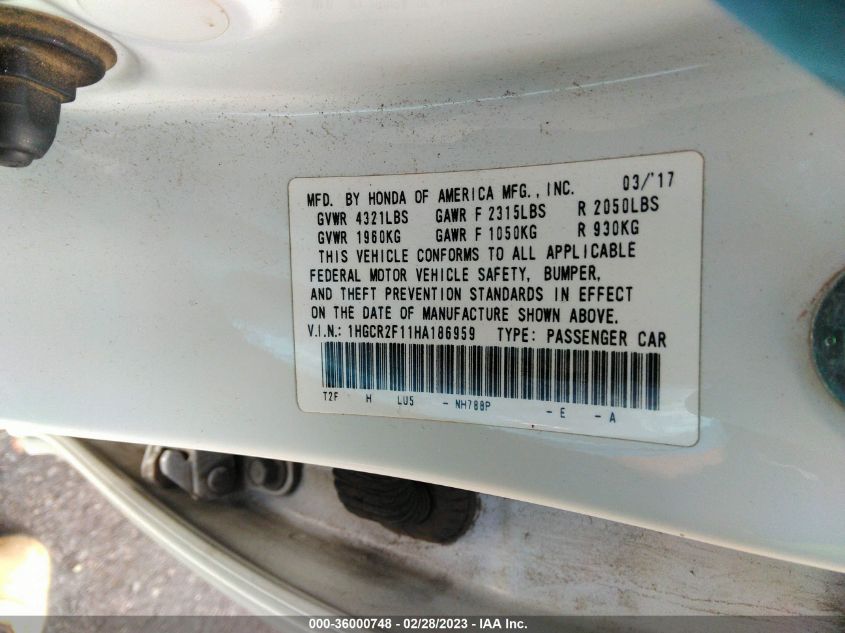 MFD. BY HONDA OF AMERICA MFG., INC. 03/'17
GVWR 4321LBS GAWR F 2315LBS R 2050LBS
GVWR 1960KG GAWR F 1050KG R 930KG
THIS VEHICLE CONFORMS TO ALL APPLICABLE
FEDERAL MOTOR VEHICLE SAFETY, BUMPER,
AND THEFT PREVENTION STANDARDS IN EFFECT
ON THE DATE OF MANUFACTURE SHOWN ABOVE.
V.I.N.: 1HGCR2F11HA186959 TYPE: PASSENGER CAR
T2F H LU5 - NH788P - E - A
000-36000748 - 02/28/2023 - IAA Inc.